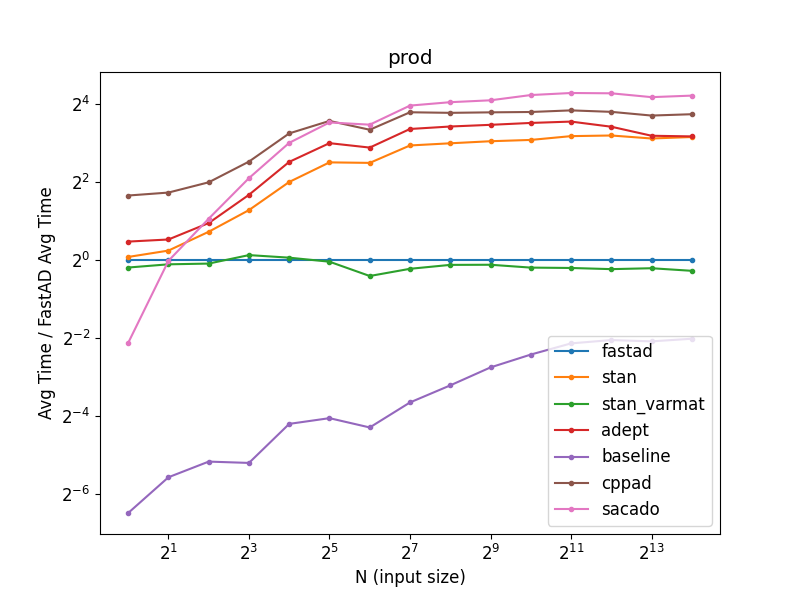 prod
Avg Time / FastAD Avg Time
2^4
2^2
2^0
2^−2
2^−4
2^−6
fastad
stan
stan_varmat
adept
baseline
cppad
sacado
2^1 2^3 2^5 2^7 2^9 2^11 2^13
N (input size)